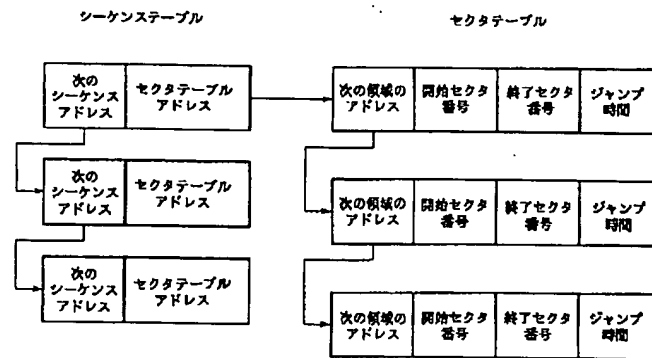 シーケンステーブル
セクタテーブル
次の
シーケンス
アドレス
セクタテーブル
アドレス
次の領域の
アドレス
開始セクタ
番号
終了セクタ
番号
ジャンプ
時間
次の
シーケンス
アドレス
セクタテーブル
アドレス
次の領域の
アドレス
開始セクタ
番号
終了セクタ
番号
ジャンプ
時間
次の
シーケンス
アドレス
セクタテーブル
アドレス
次の領域の
アドレス
開始セクタ
番号
終了セクタ
番号
ジャンプ
時間